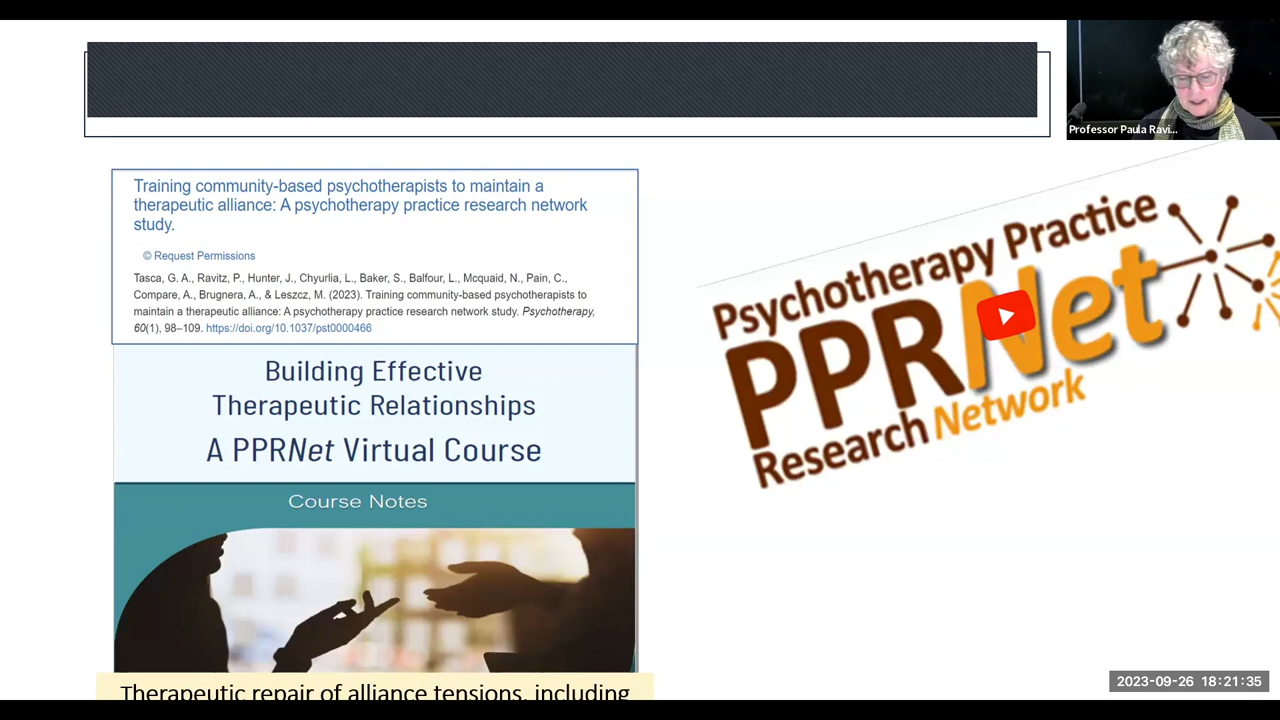 Professor Paula Ravi...
Training community-based psychotherapists to maintain a
therapeutic alliance: A psychotherapy practice research network
study.
© Request Permissions
Tasca, G. A., Ravitz, P., Hunter, J., Chyurlia, L., Baker, S., Balfour, L., Mcquaid, N., Pain, C.,
Compare, A., Brugnera, A., & Leszcz, M. (2023). Training community-based psychotherapists to
maintain a therapeutic alliance: A psychotherapy practice research network study. Psychotherapy,
60(1), 98–109. https://doi.org/10.1037/pst0000466
Building Effective
Therapeutic Relationships
A PPRNet Virtual Course
Course Notes
Therapeutic repair of alliance tensions, including
Psychotherapy Practice
PPRNet
Research Network
2023-09-26 18:21:35